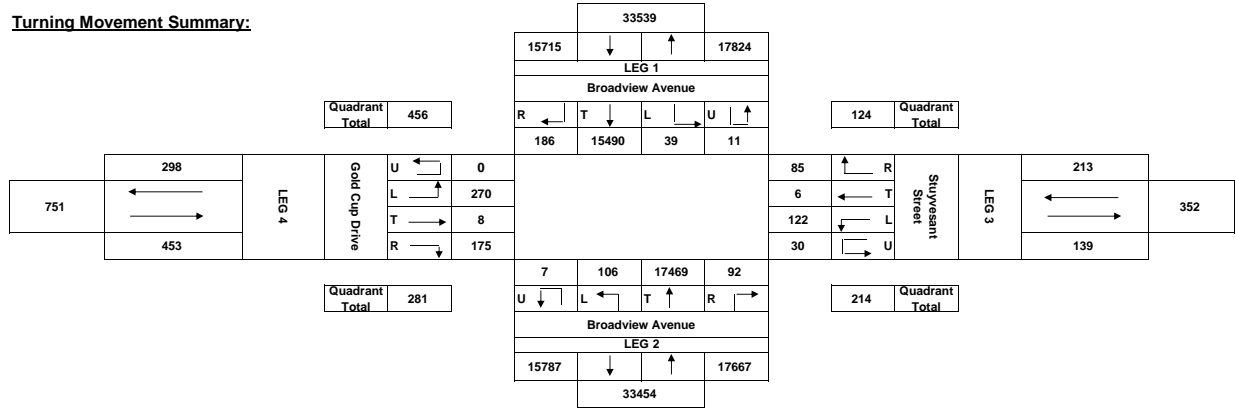 Turning Movement Summary:
33539
15715 17824
LEG 1
Broadview Avenue
Quadrant Total 456
R T L U
124 Quadrant Total
186 15490 39 11
298
U 0
85 R
213
751
LEG 4
Gold Cup Drive
L 270
6 T
Stuyvesant Street
LEG 3
352
T 8
122 L
453
R 175
30 U
139
7 106 17469 92
Quadrant Total 281
U L T R
214 Quadrant Total
Broadview Avenue
LEG 2
15787 17667
33454